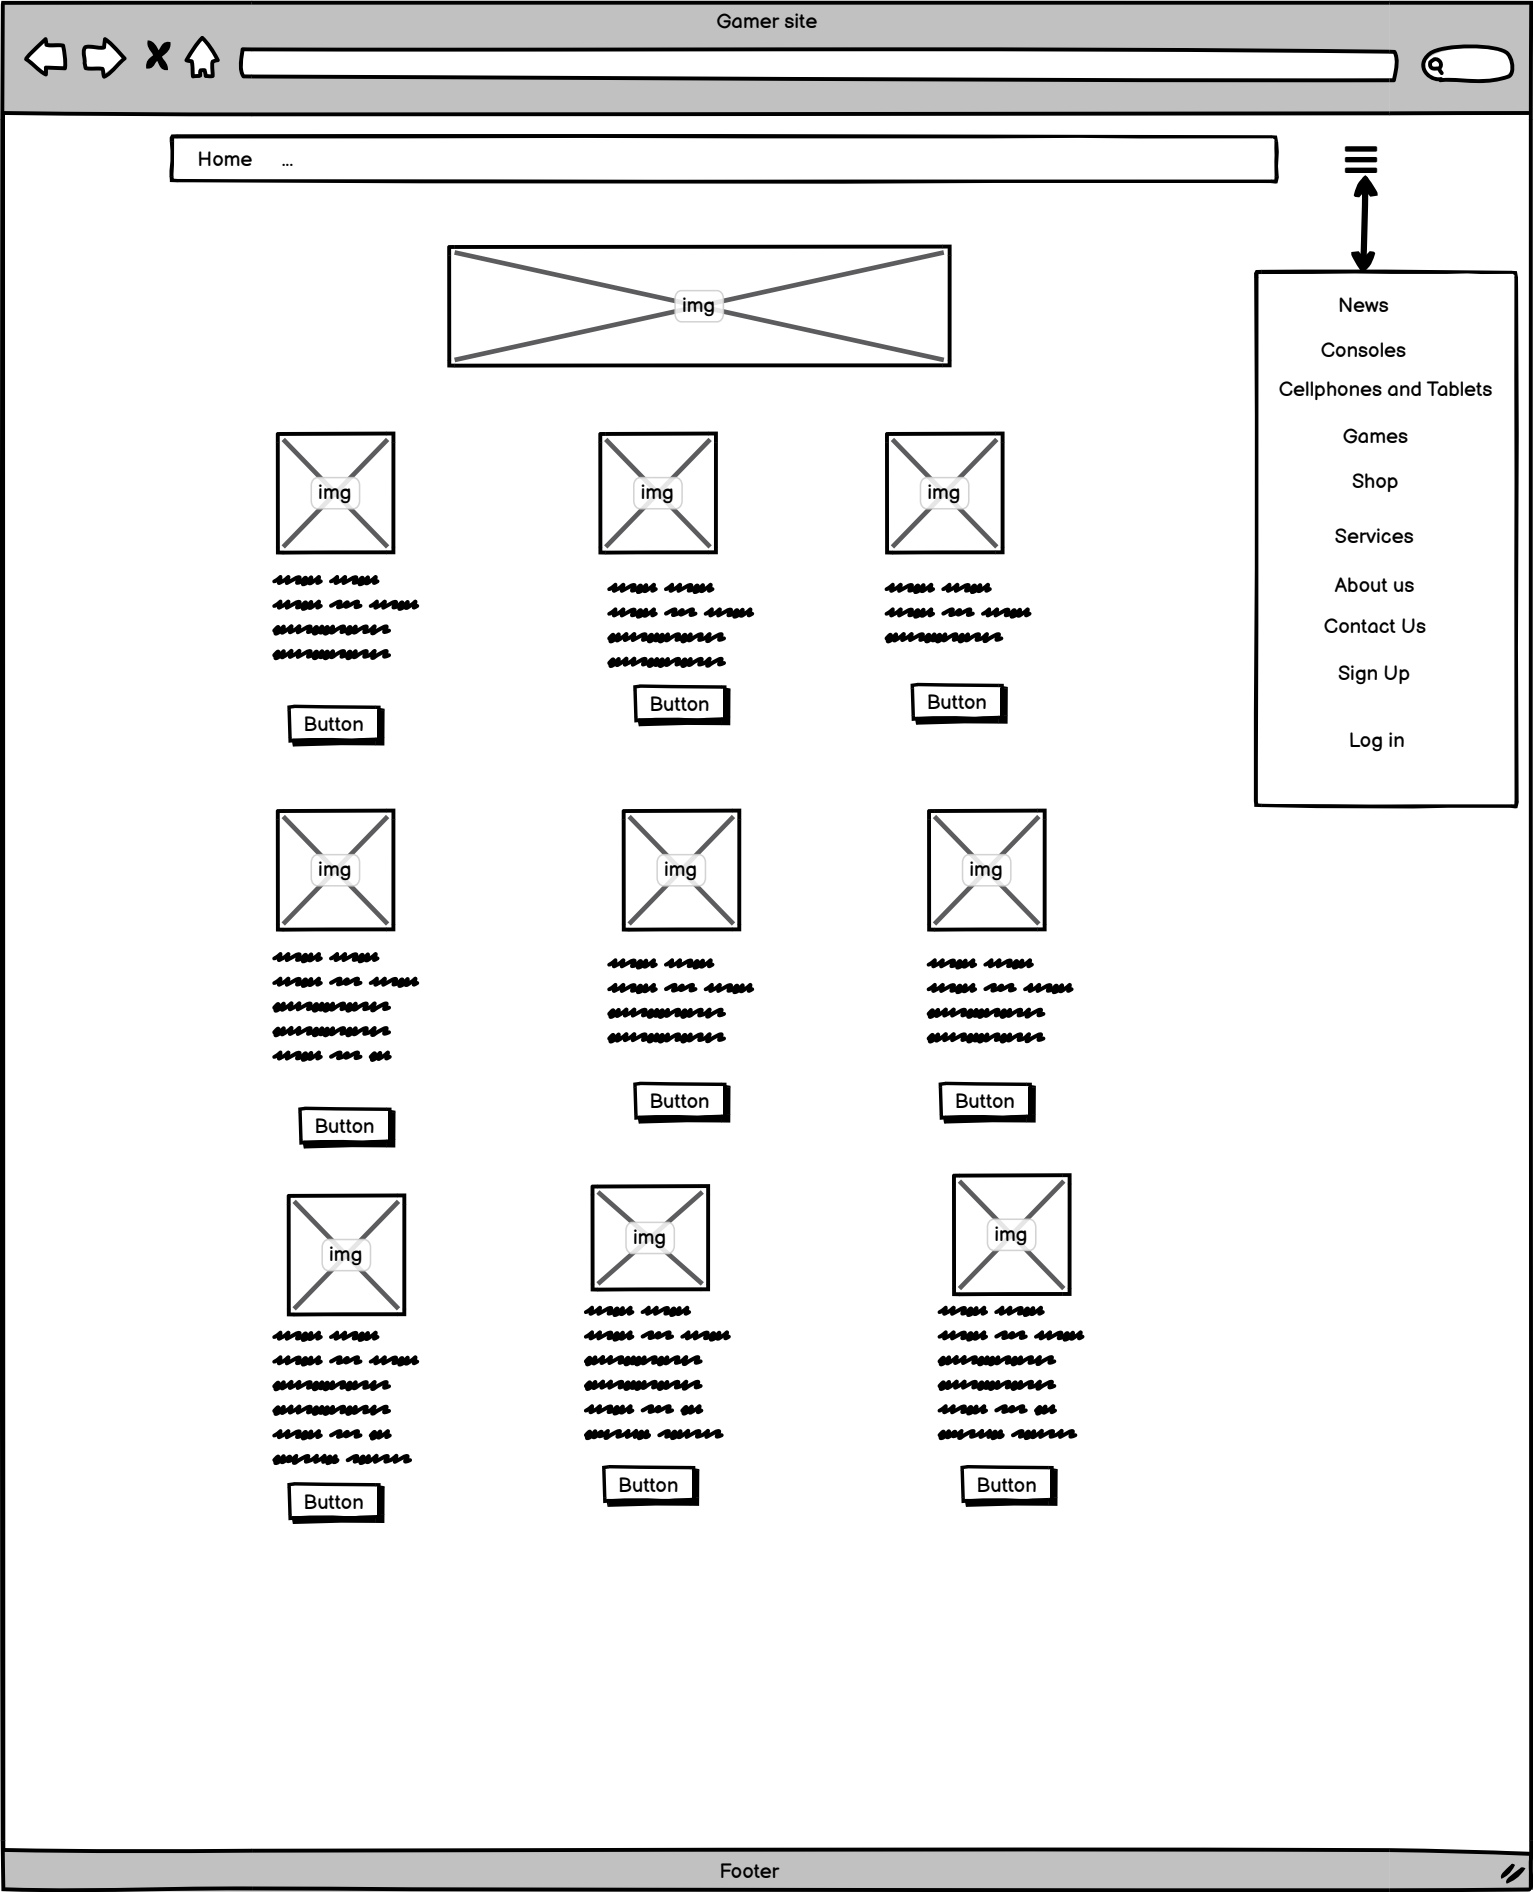 Gamer site
Home ...
img
News
Consoles
Cellphones and Tablets
Games
Shop
Services
About us
Contact Us
Sign Up
Log in
img img img
Button Button Button
img img img
Button Button Button
img img img
Button Button Button
Footer